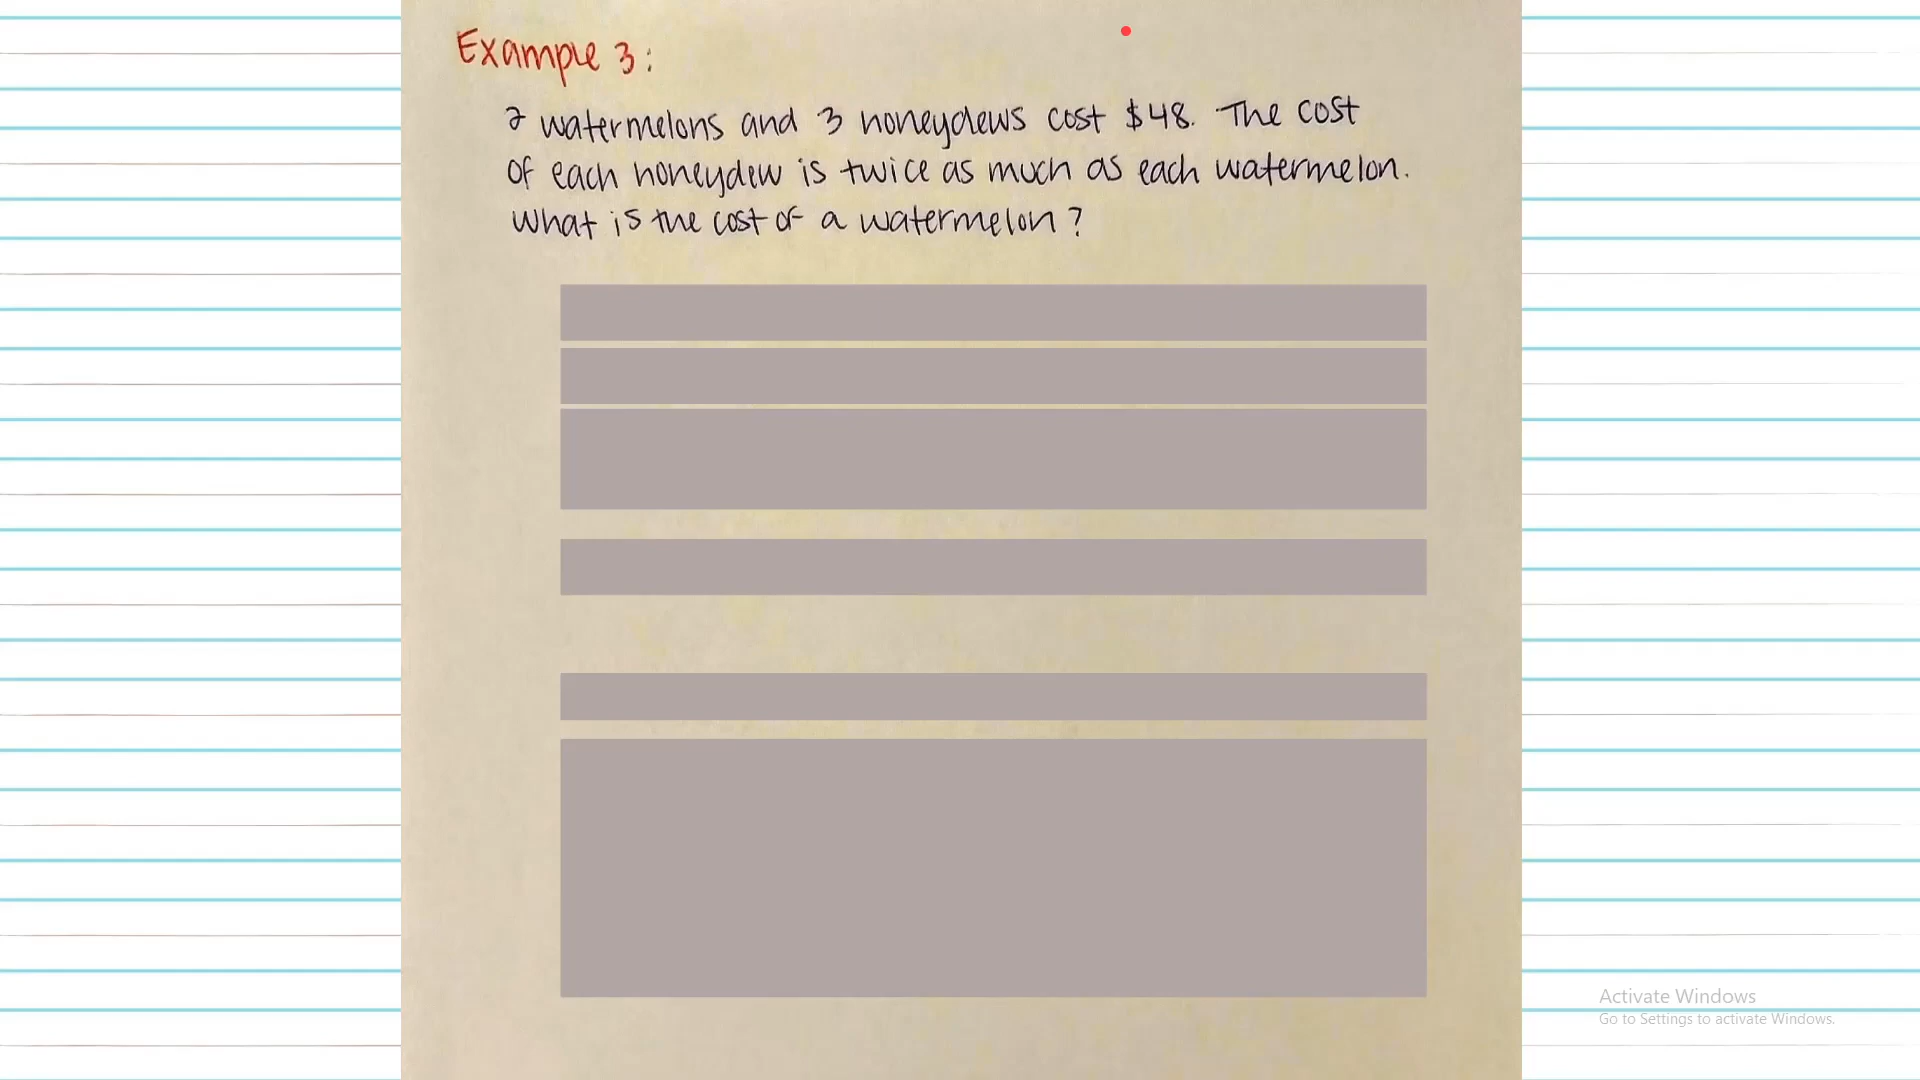 Example 3:
2 watermelons and 3 honeydews cost $48. The cost
of each honeydew is twice as much as each watermelon.
What is the cost of a watermelon?
Activate Windows
Go to Settings to activate Windows.